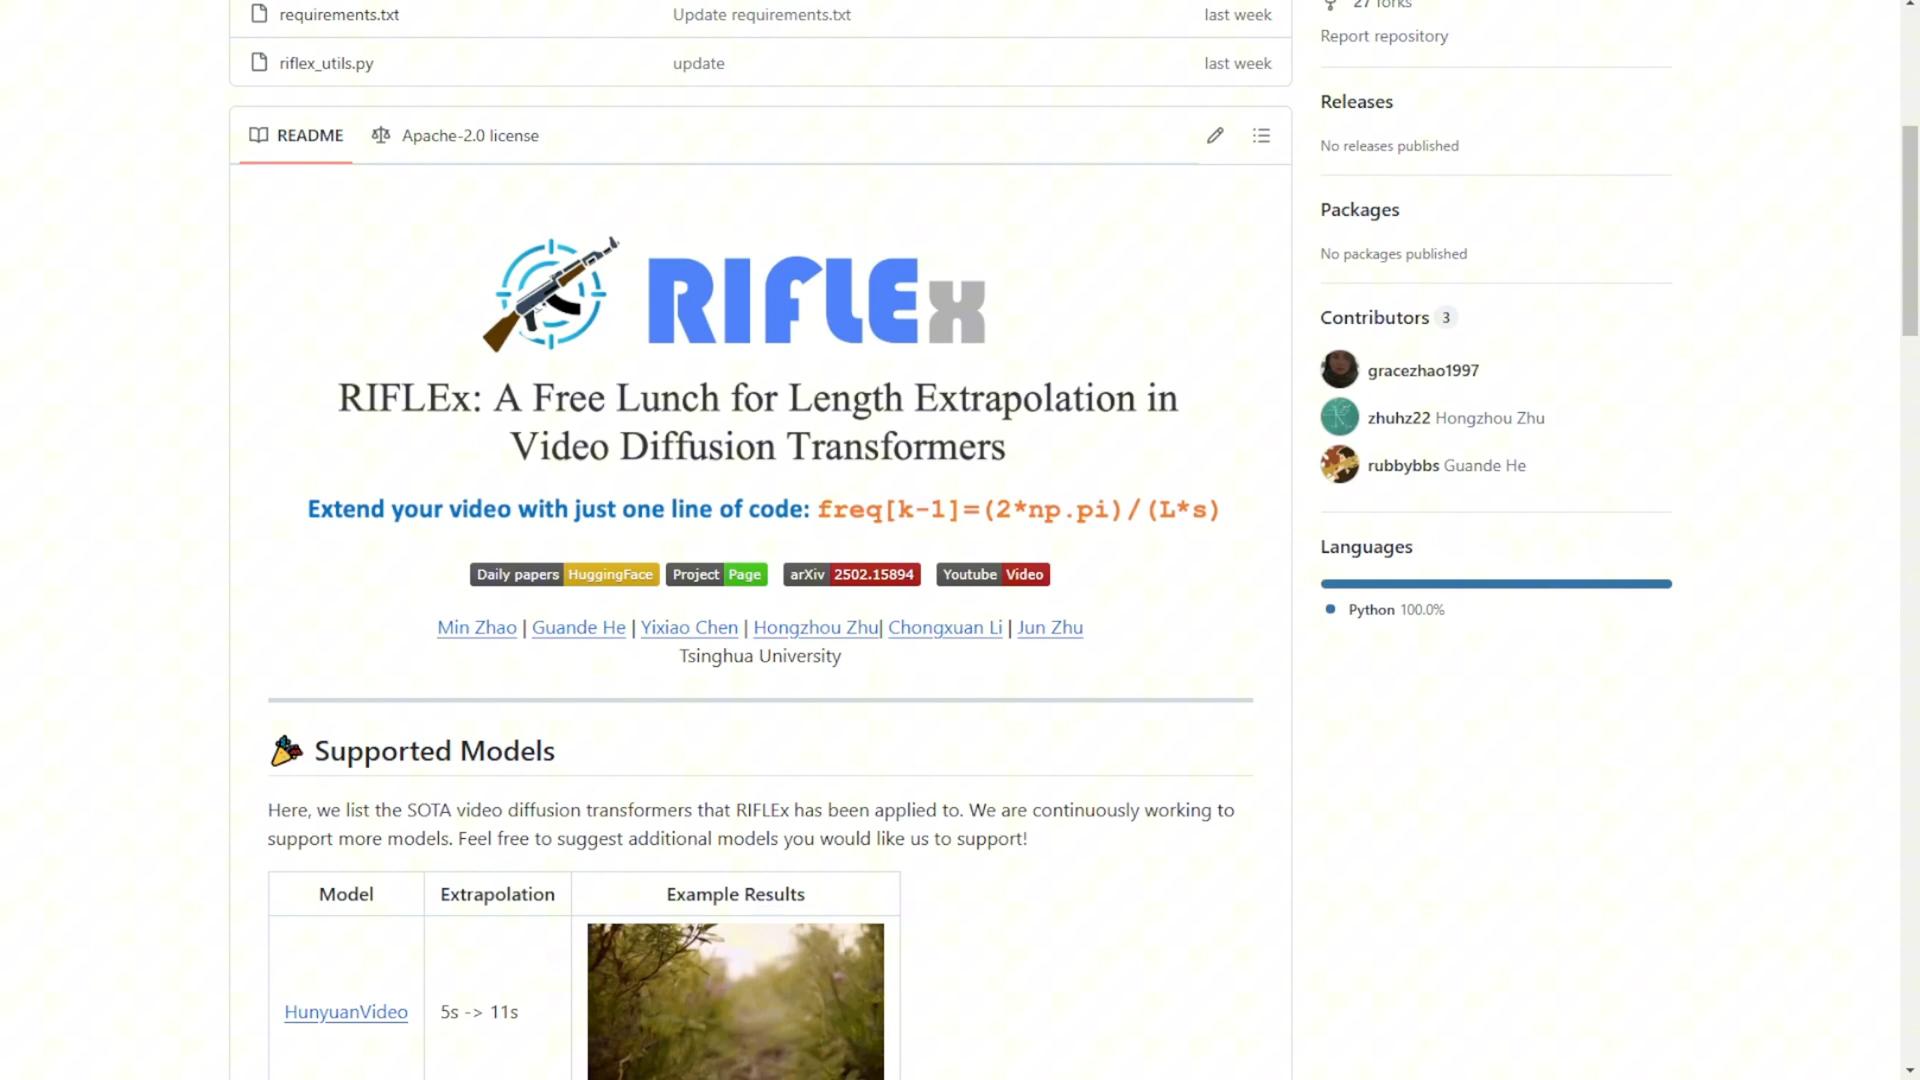 requirements.txt Update requirements.txt last week
riflex_utils.py update last week
README Apache-2.0 license
RIFLEx
RIFLEx: A Free Lunch for Length Extrapolation in
Video Diffusion Transformers
Extend your video with just one line of code: freq[k-1]=(2*np.pi)/(L*s)
Daily papers HuggingFace Project Page arXiv 2502.15894 Youtube Video
Min Zhao | Guande He | Yixiao Chen | Hongzhou Zhu| Chongxuan Li | Jun Zhu
Tsinghua University
Supported Models
Here, we list the SOTA video diffusion transformers that RIFLEx has been applied to. We are continuously working to
support more models. Feel free to suggest additional models you would like us to support!
Model Extrapolation Example Results
HunyuanVideo 5s -> 11s
27 forks
Report repository
Releases
No releases published
Packages
No packages published
Contributors 3
gracezhao1997
zhuhz22 Hongzhou Zhu
rubbybbs Guande He
Languages
Python 100.0%